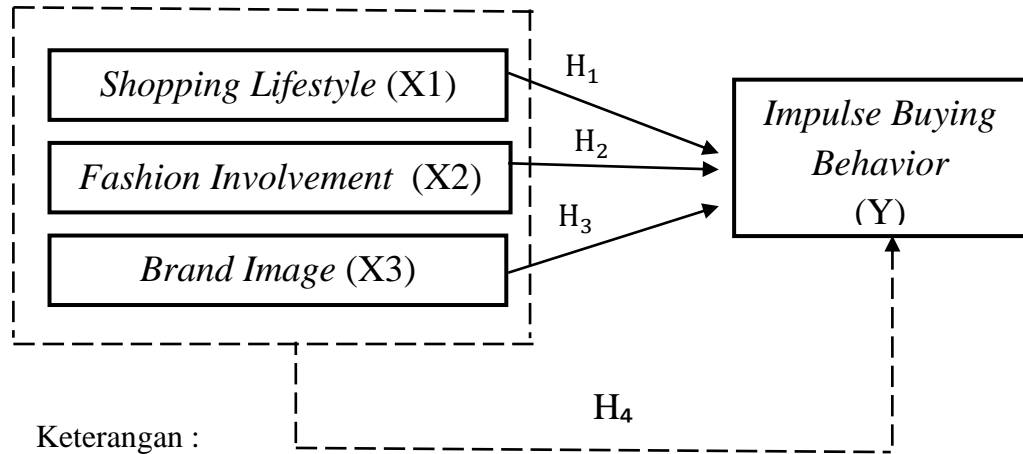 Shopping Lifestyle (X1)
H₁
Impulse Buying
Behavior
(Y)
H₂
Fashion Involvement (X2)
H₃
Brand Image (X3)
H₄
Keterangan :